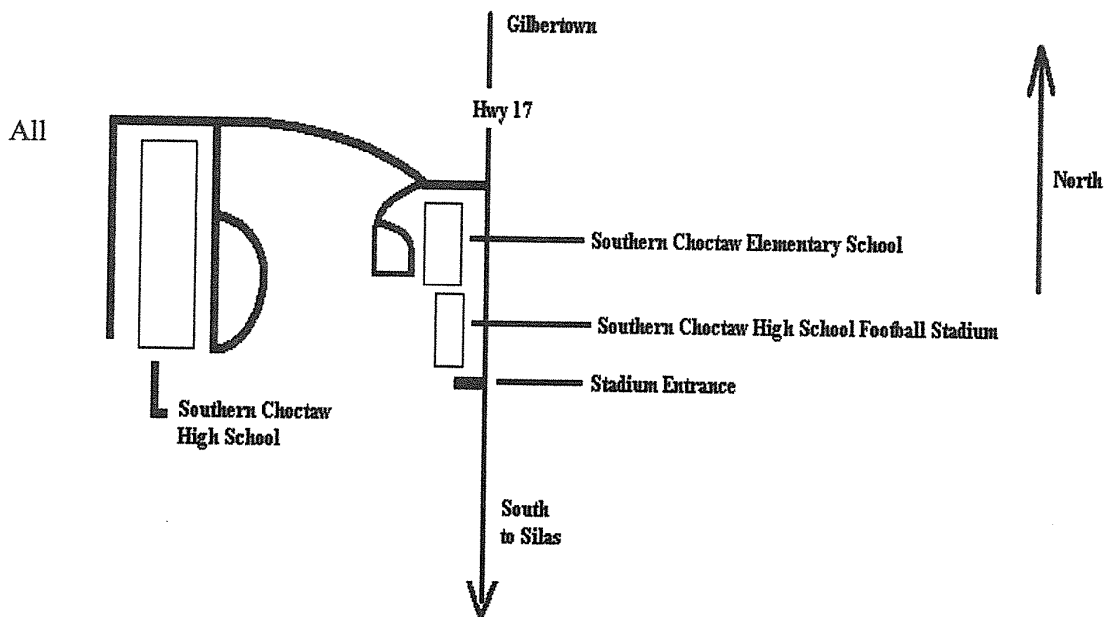 Gilbertown
Hwy 17
All
North
Southern Choctaw Elementary School
Southern Choctaw High School Football Stadium
Stadium Entrance
Southern Choctaw
High School
South
to Silas